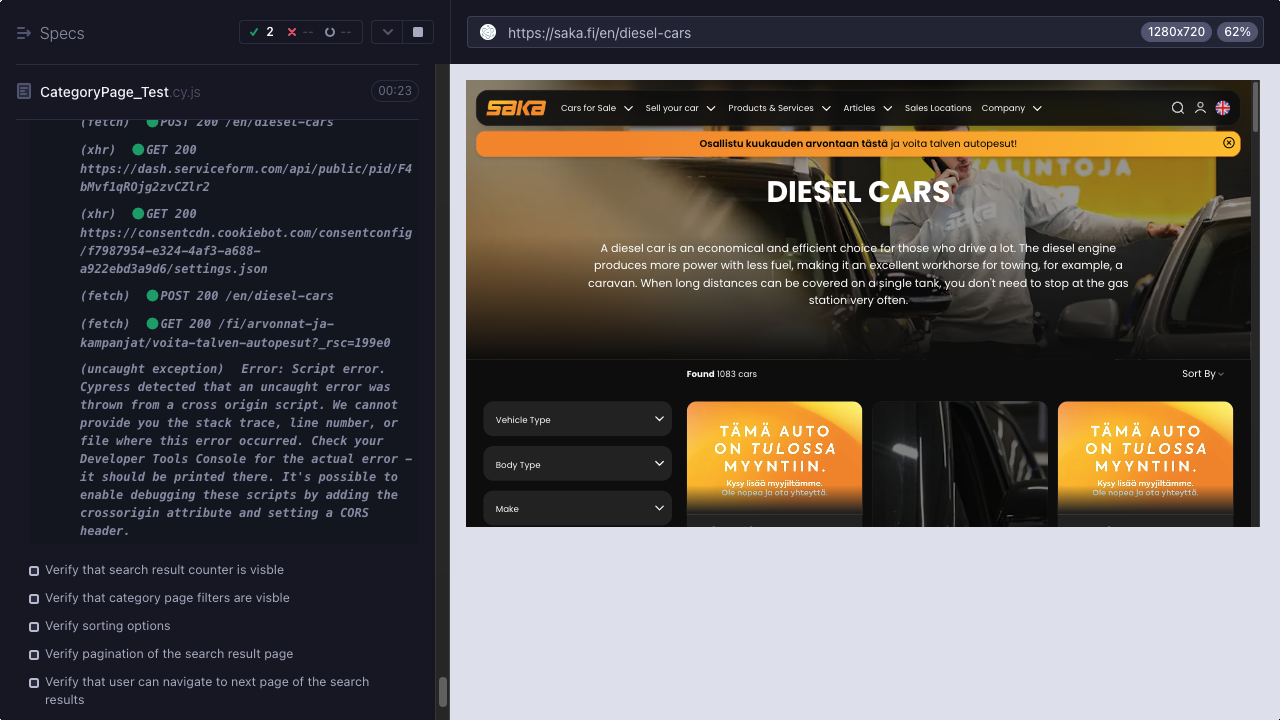 Specs
2
--
--
https://saka.fi/en/diesel-cars
1280x720
62%
CategoryPage_Test.cy.js
00:23
(fetch) POST 200 /en/diesel-cars
(xhr) GET 200
https://dash.serviceform.com/api/public/pid/F4
bMvf1qROjg2zvCZlr2
(xhr) GET 200
https://consentcdn.cookiebot.com/consentconfig
/f7987954-e324-4af3-a688-
a922ebd3a9d6/settings.json
(fetch) POST 200 /en/diesel-cars
(fetch) GET 200 /fi/arvonnat-ja-
kampanjat/voita-talven-autopesut?_rsc=199e0
(uncaught exception) Error: Script error.
Cypress detected that an uncaught error was
thrown from a cross origin script. We cannot
provide you the stack trace, line number, or
file where this error occurred. Check your
Developer Tools Console for the actual error -
it should be printed there. It's possible to
enable debugging these scripts by adding the
crossorigin attribute and setting a CORS
header.
Verify that search result counter is visble
Verify that category page filters are visble
Verify sorting options
Verify pagination of the search result page
Verify that user can navigate to next page of the search
results
saka
Cars for Sale
Sell your car
Products & Services
Articles
Sales Locations
Company
Osallistu kuukauden arvontaan tästä ja voita talven autopesut!
VALINTOJA
saka
DIESEL CARS
A diesel car is an economical and efficient choice for those who drive a lot. The diesel engine
produces more power with less fuel, making it an excellent workhorse for towing, for example, a
caravan. When long distances can be covered on a single tank, you don't need to stop at the gas
station very often.
Found 1083 cars
Sort By
Vehicle Type
Body Type
Make
TÄMÄ AUTO
ON TULOSSA
MYYNTIIN.
Kysy lisää myyjiltämme.
Ole nopea ja ota yhteyttä.
TÄMÄ AUTO
ON TULOSSA
MYYNTIIN.
Kysy lisää myyjiltämme.
Ole nopea ja ota yhteyttä.